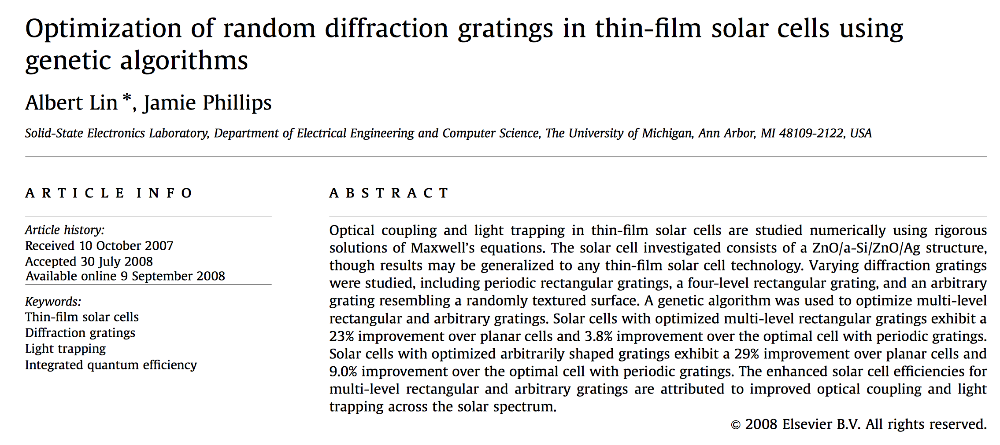 Optimization of random diffraction gratings in thin-film solar cells using
genetic algorithms
Albert Lin *, Jamie Phillips
Solid-State Electronics Laboratory, Department of Electrical Engineering and Computer Science, The University of Michigan, Ann Arbor, MI 48109-2122, USA
ARTICLE INFO
Article history:
Received 10 October 2007
Accepted 30 July 2008
Available online 9 September 2008
Keywords:
Thin-film solar cells
Diffraction gratings
Light trapping
Integrated quantum efficiency
ABSTRACT
Optical coupling and light trapping in thin-film solar cells are studied numerically using rigorous
solutions of Maxwell's equations. The solar cell investigated consists of a ZnO/a-Si/ZnO/Ag structure,
though results may be generalized to any thin-film solar cell technology. Varying diffraction gratings
were studied, including periodic rectangular gratings, a four-level rectangular grating, and an arbitrary
grating resembling a randomly textured surface. A genetic algorithm was used to optimize multi-level
rectangular and arbitrary gratings. Solar cells with optimized multi-level rectangular gratings exhibit a
23% improvement over planar cells and 3.8% improvement over the optimal cell with periodic gratings.
Solar cells with optimized arbitrarily shaped gratings exhibit a 29% improvement over planar cells and
9.0% improvement over the optimal cell with periodic gratings. The enhanced solar cell efficiencies for
multi-level rectangular and arbitrary gratings are attributed to improved optical coupling and light
trapping across the solar spectrum.
© 2008 Elsevier B.V. All rights reserved.